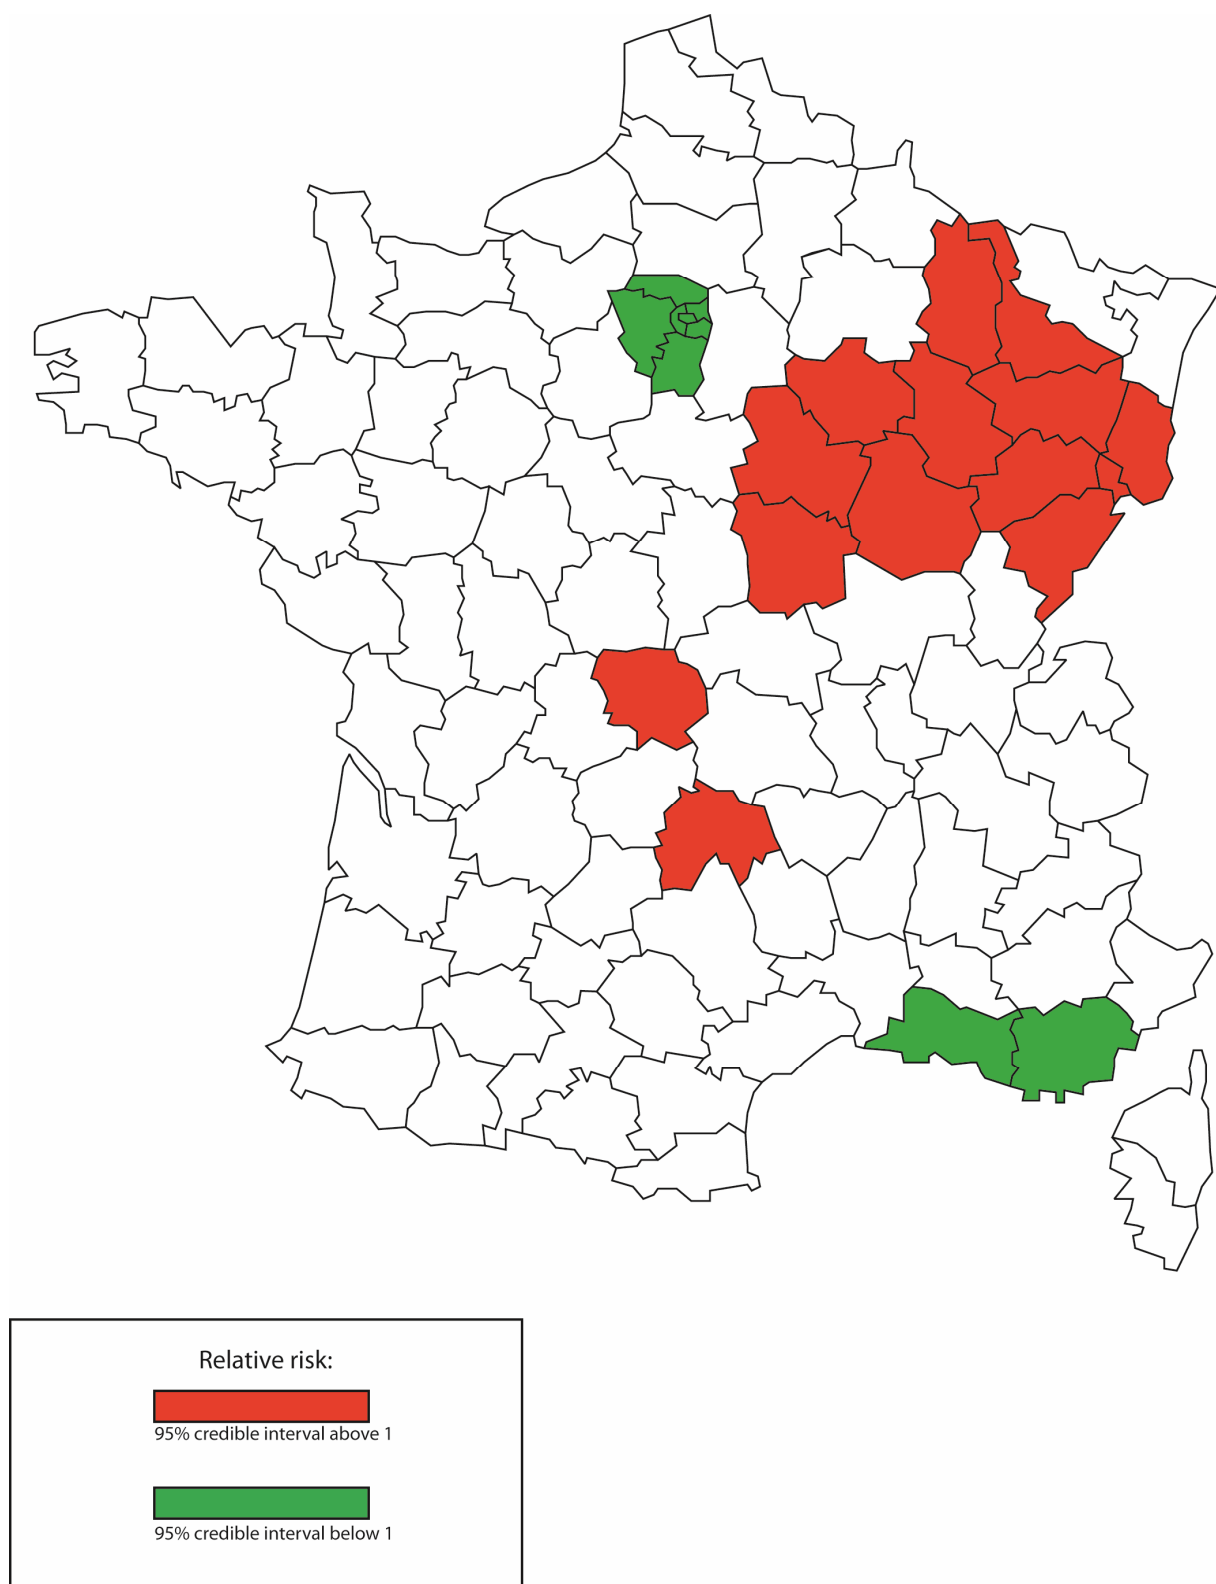 Relative risk:
95% credible interval above 1
95% credible interval below 1